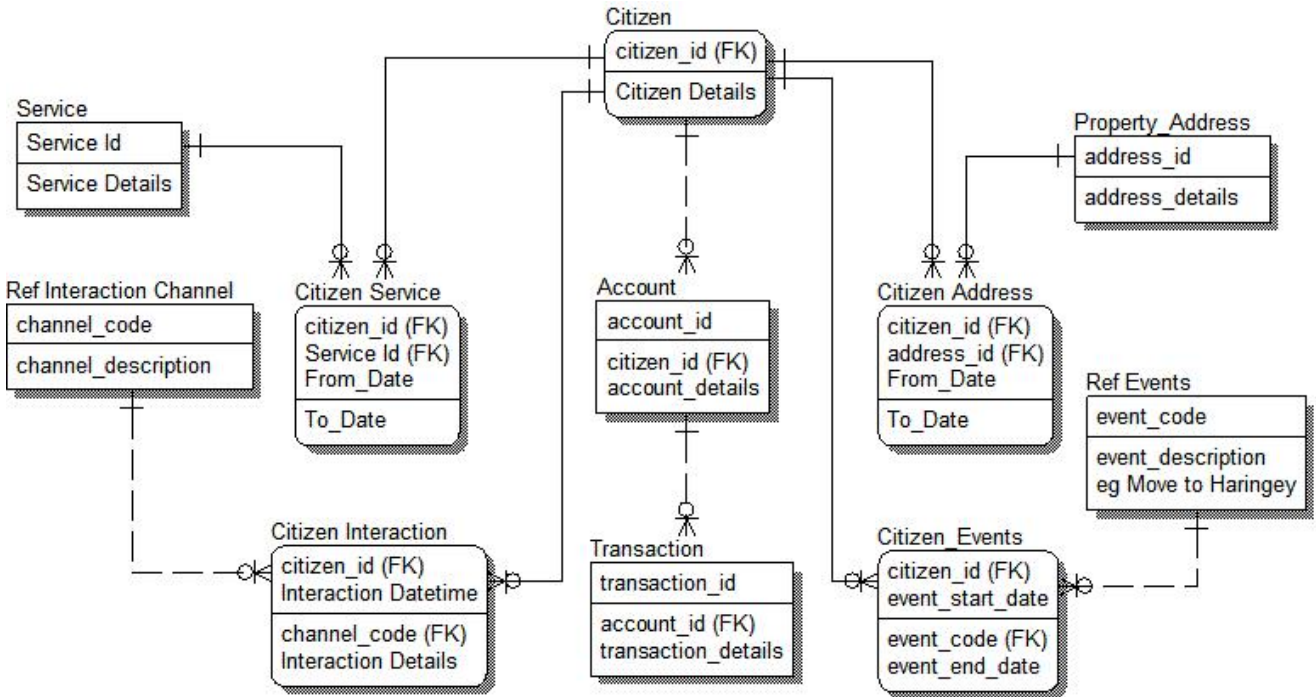 Citizen
citizen_id (FK)
Citizen Details
Service
Service Id
Service Details
Property_Address
address_id
address_details
Ref Interaction Channel
channel_code
channel_description
Citizen Service
citizen_id (FK)
Service Id (FK)
From_Date
To_Date
Account
account_id
citizen_id (FK)
account_details
Citizen Address
citizen_id (FK)
address_id (FK)
From_Date
To_Date
Ref Events
event_code
event_description
eg Move to Haringey
Citizen Interaction
citizen_id (FK)
Interaction Datetime
channel_code (FK)
Interaction Details
Transaction
transaction_id
account_id (FK)
transaction_details
Citizen_Events
citizen_id (FK)
event_start_date
event_code (FK)
event_end_date